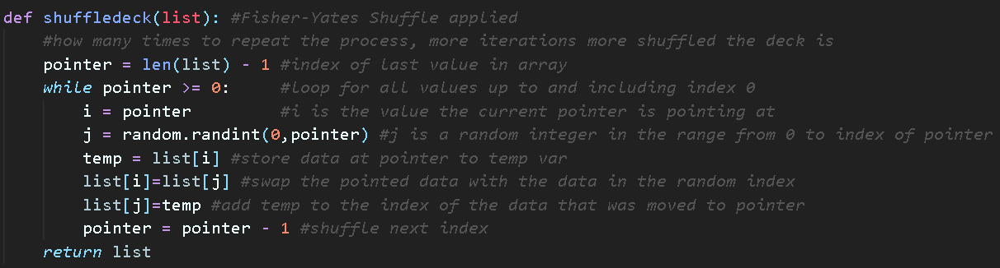 def shuffledeck(list): #Fisher-Yates Shuffle applied
    #how many times to repeat the process, more iterations more shuffled the deck is
    pointer = len(list) - 1 #index of last value in array
    while pointer >= 0:     #loop for all values up to and including index 0
        i = pointer         #i is the value the current pointer is pointing at
        j = random.randint(0,pointer) #j is a random integer in the range from 0 to index of pointer
        temp = list[i] #store data at pointer to temp var
        list[i]=list[j] #swap the pointed data with the data in the random index
        list[j]=temp #add temp to the index of the data that was moved to pointer
        pointer = pointer - 1 #shuffle next index
    return list